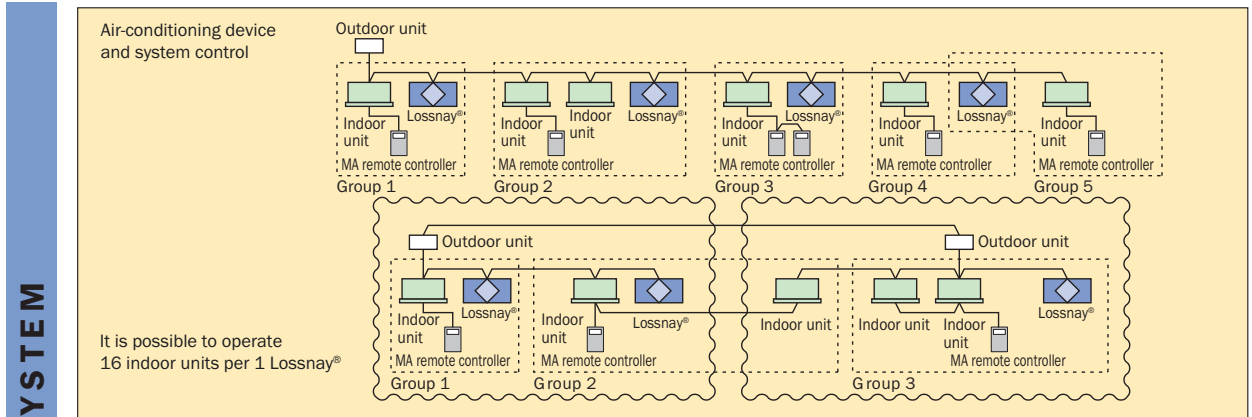 Air-conditioning device
and system control
Outdoor unit
Indoor
unit
Lossnay®
MA remote controller
Group 1
Indoor
unit
Indoor
unit
Lossnay®
MA remote controller
Group 2
Indoor
unit
Lossnay®
MA remote controller
Group 3
Indoor
unit
Lossnay®
MA remote controller
Group 4
Indoor
unit
MA remote controller
Group 5
Outdoor unit
Outdoor unit
Indoor
unit
Lossnay®
MA remote controller
Group 1
Indoor
unit
Lossnay®
MA remote controller
Group 2
Indoor unit
Indoor unit
Indoor
unit
Lossnay®
MA remote controller
Group 3
It is possible to operate
16 indoor units per 1 Lossnay®
YSTEM